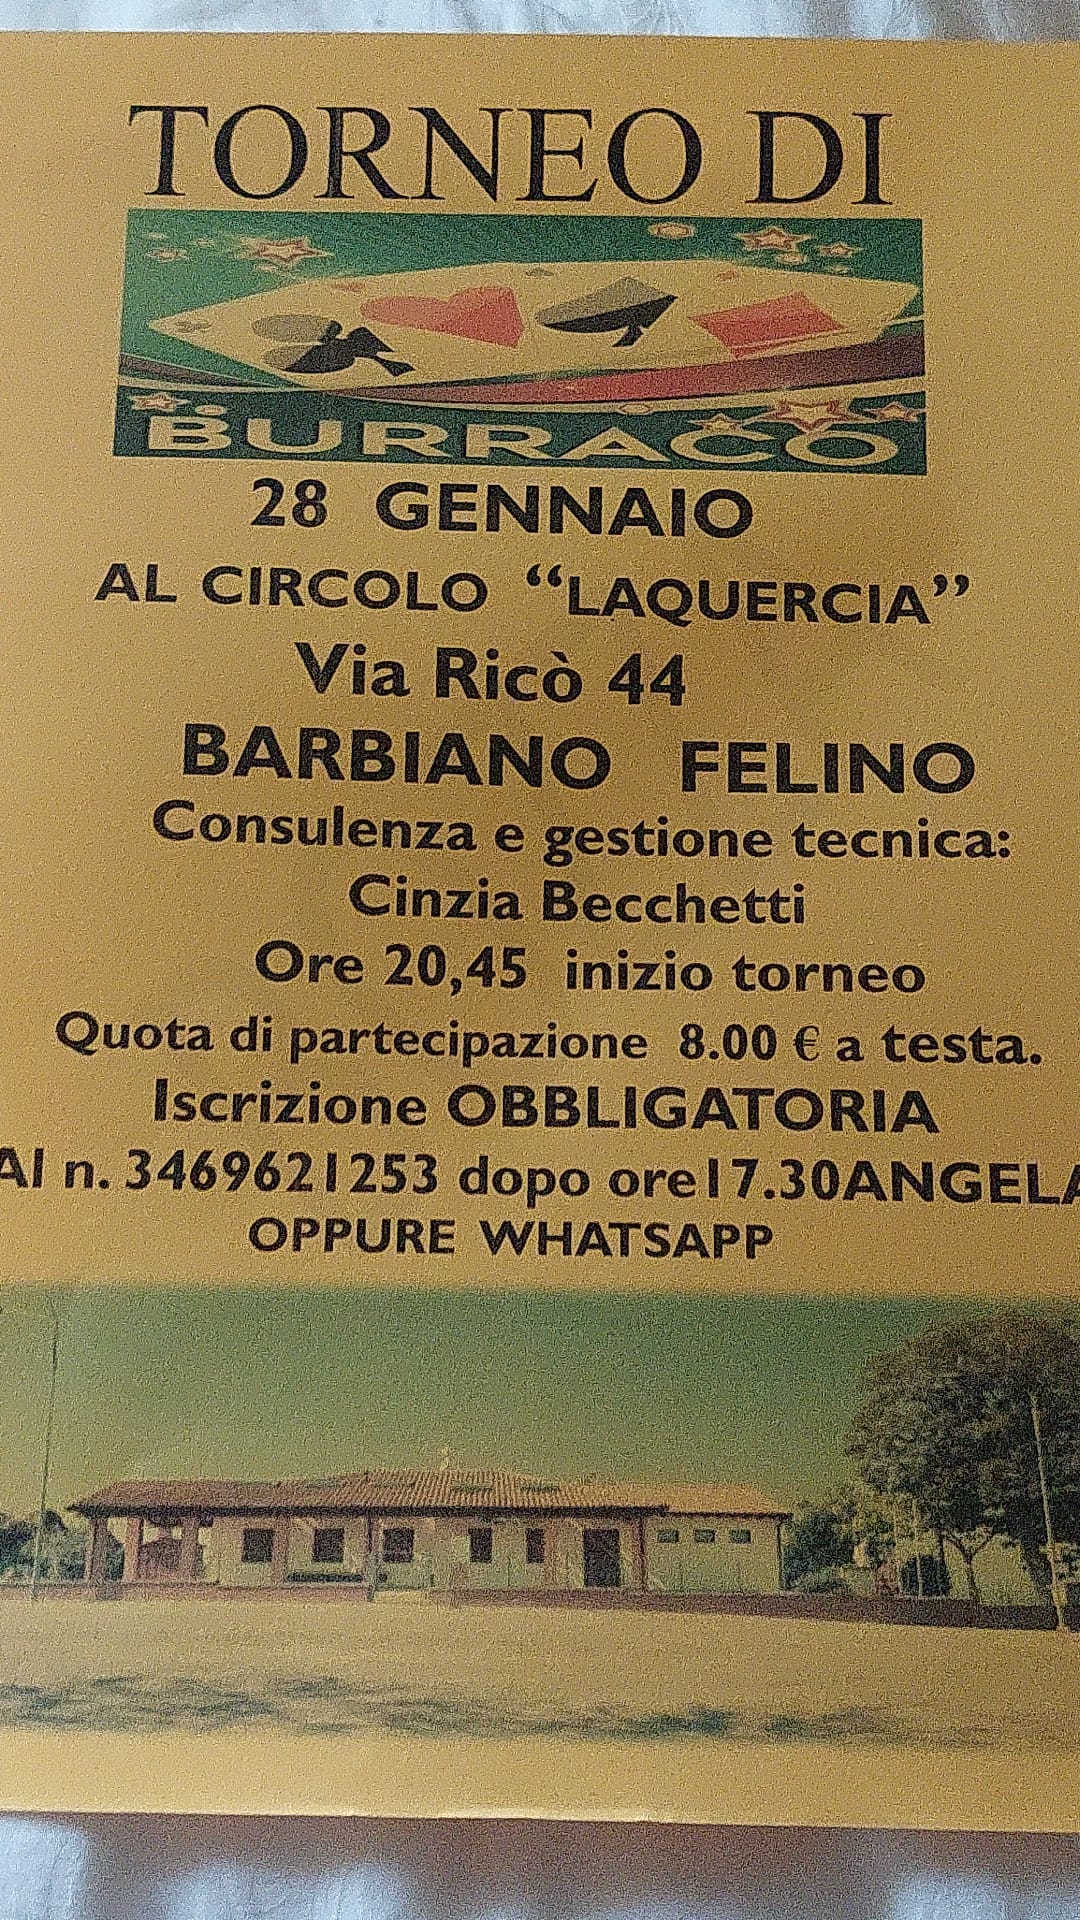 TORNEO DI
BURRACO
28 GENNAIO
AL CIRCOLO “LAQUERCIA”
Via Ricò 44
BARBIANO FELINO
Consulenza e gestione tecnica:
Cinzia Becchetti
Ore 20,45 inizio torneo
Quota di partecipazione 8.00 € a testa.
Iscrizione OBBLIGATORIA
Al n. 3469621253 dopo ore17.30ANGELA
OPPURE WHATSAPP